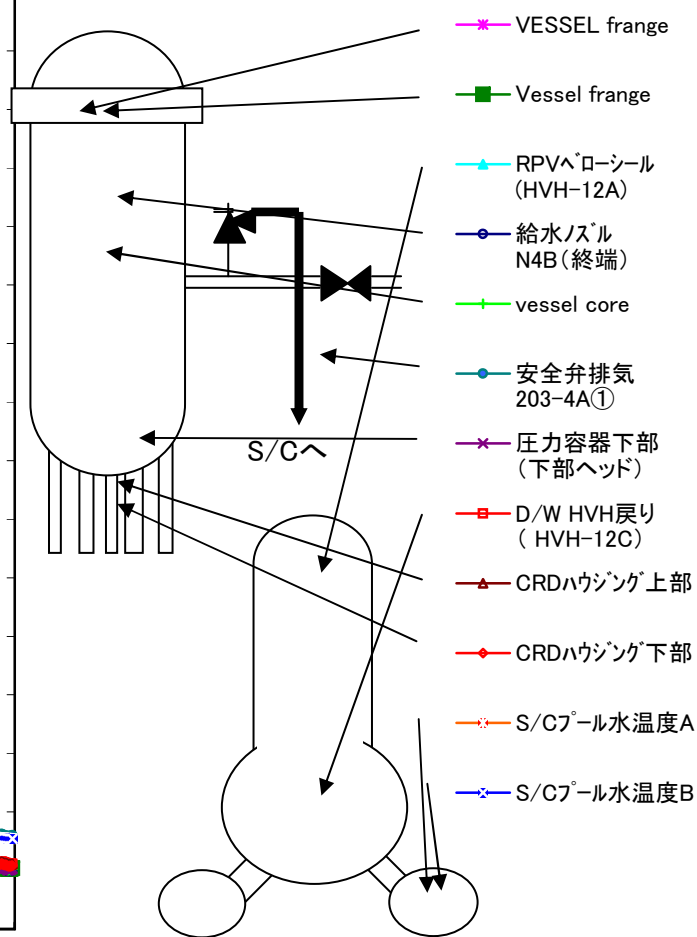 VESSEL frange
Vessel frange
RPVベローシール
(HVH-12A)
給水ノズル
N4B(終端)
vessel core
安全弁排気
203-4A①
圧力容器下部
(下部ヘッド)
D/W HVH戻り
( HVH-12C)
CRDハウジング上部
CRDハウジング下部
S/Cプール水温度A
S/Cプール水温度B
S/Cへ